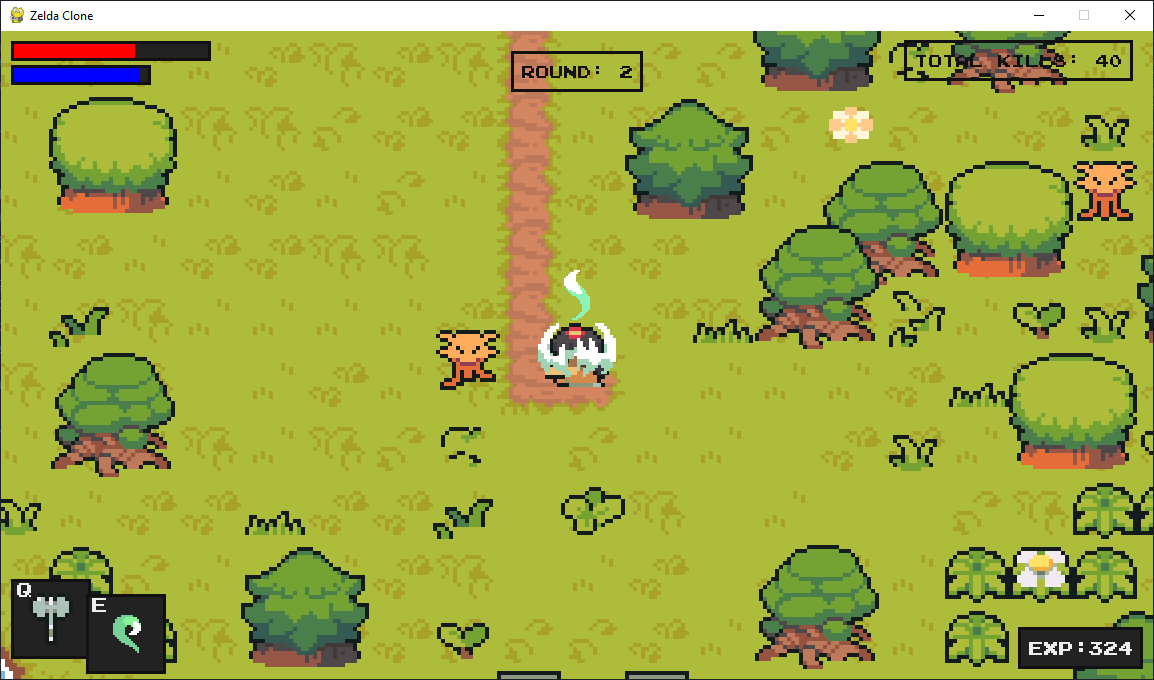 Zelda Clone
ROUND: 2
TOTAL KILLS: 40
Q
E
EXP:324